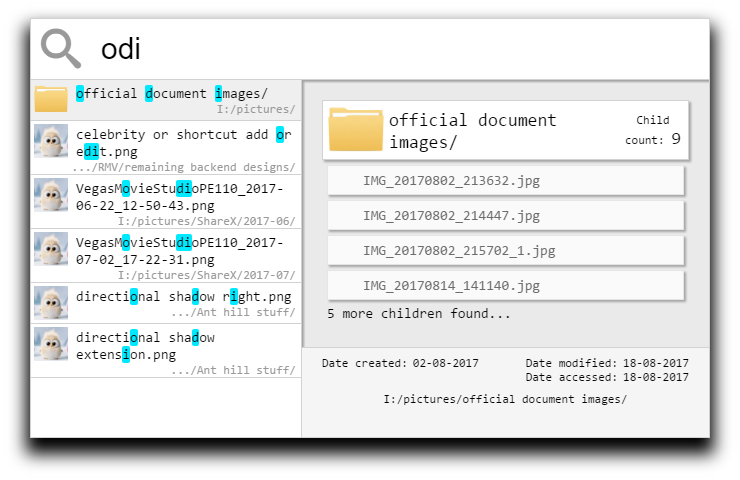 odi
official document images/
I:/pictures/
celebrity or shortcut add or
edit.png
.../RMV/remaining backend designs/
VegasMovieStudioPE110_2017-
06-22_12-50-43.png
I:/pictures/ShareX/2017-06/
VegasMovieStudioPE110_2017-
07-02_17-22-31.png
I:/pictures/ShareX/2017-07/
directional shadow right.png
.../Ant hill stuff/
directional shadow
extension.png
.../Ant hill stuff/
official document
images/
Child
count: 9
IMG_20170802_213632.jpg
IMG_20170802_214447.jpg
IMG_20170802_215702_1.jpg
IMG_20170814_141140.jpg
5 more children found...
Date created: 02-08-2017
Date modified: 18-08-2017
Date accessed: 18-08-2017
I:/pictures/official document images/